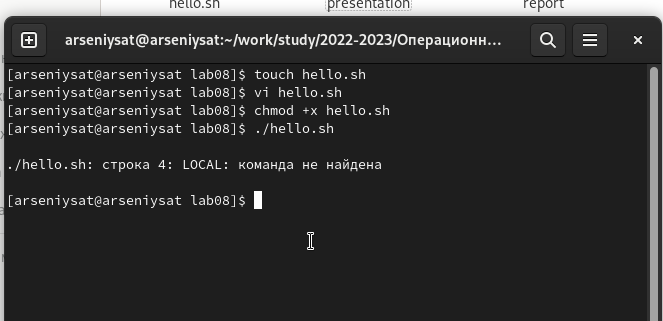 hello.sh presentation report
arseniysat@arseniysat:~/work/study/2022-2023/Операционн...
[arseniysat@arseniysat lab08]$ touch hello.sh
[arseniysat@arseniysat lab08]$ vi hello.sh
[arseniysat@arseniysat lab08]$ chmod +x hello.sh
[arseniysat@arseniysat lab08]$ ./hello.sh
./hello.sh: строка 4: LOCAL: команда не найдена
[arseniysat@arseniysat lab08]$